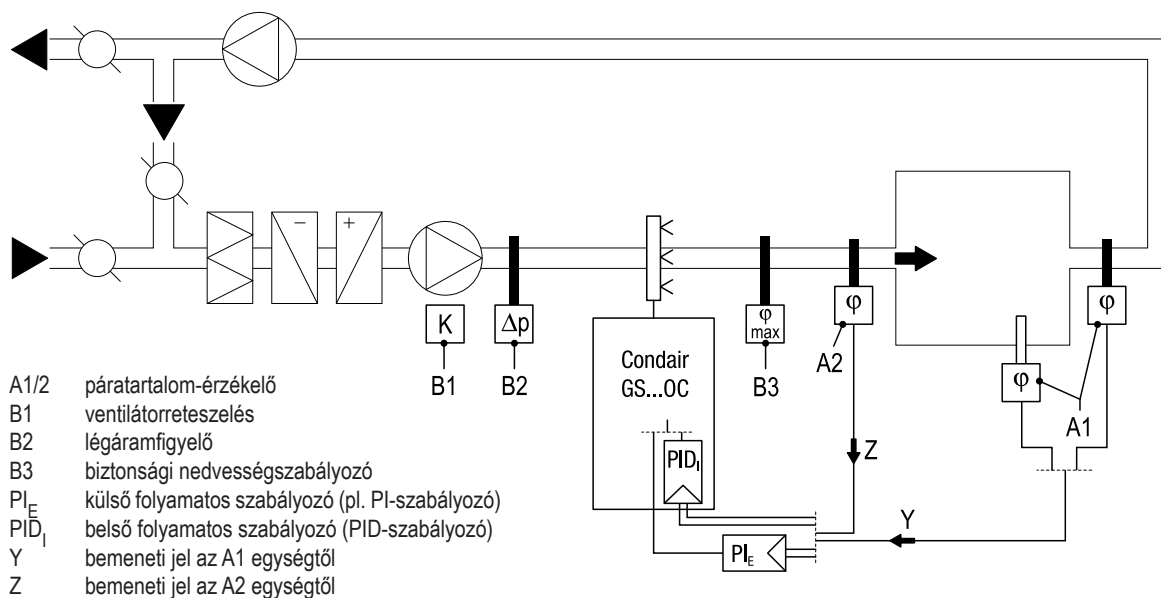 − +
K
Δp
φ
max
φ
φ
φ
B1
B2
B3
A2
A1
Condair
GS...OC
PID_I
PI_E
Z
Y
A1/2 páratartalom-érzékelő
B1 ventilátorreteszelés
B2 légáramfigyelő
B3 biztonsági nedvességszabályozó
PI_E külső folyamatos szabályozó (pl. PI-szabályozó)
PID_I belső folyamatos szabályozó (PID-szabályozó)
Y bemeneti jel az A1 egységtől
Z bemeneti jel az A2 egységtől